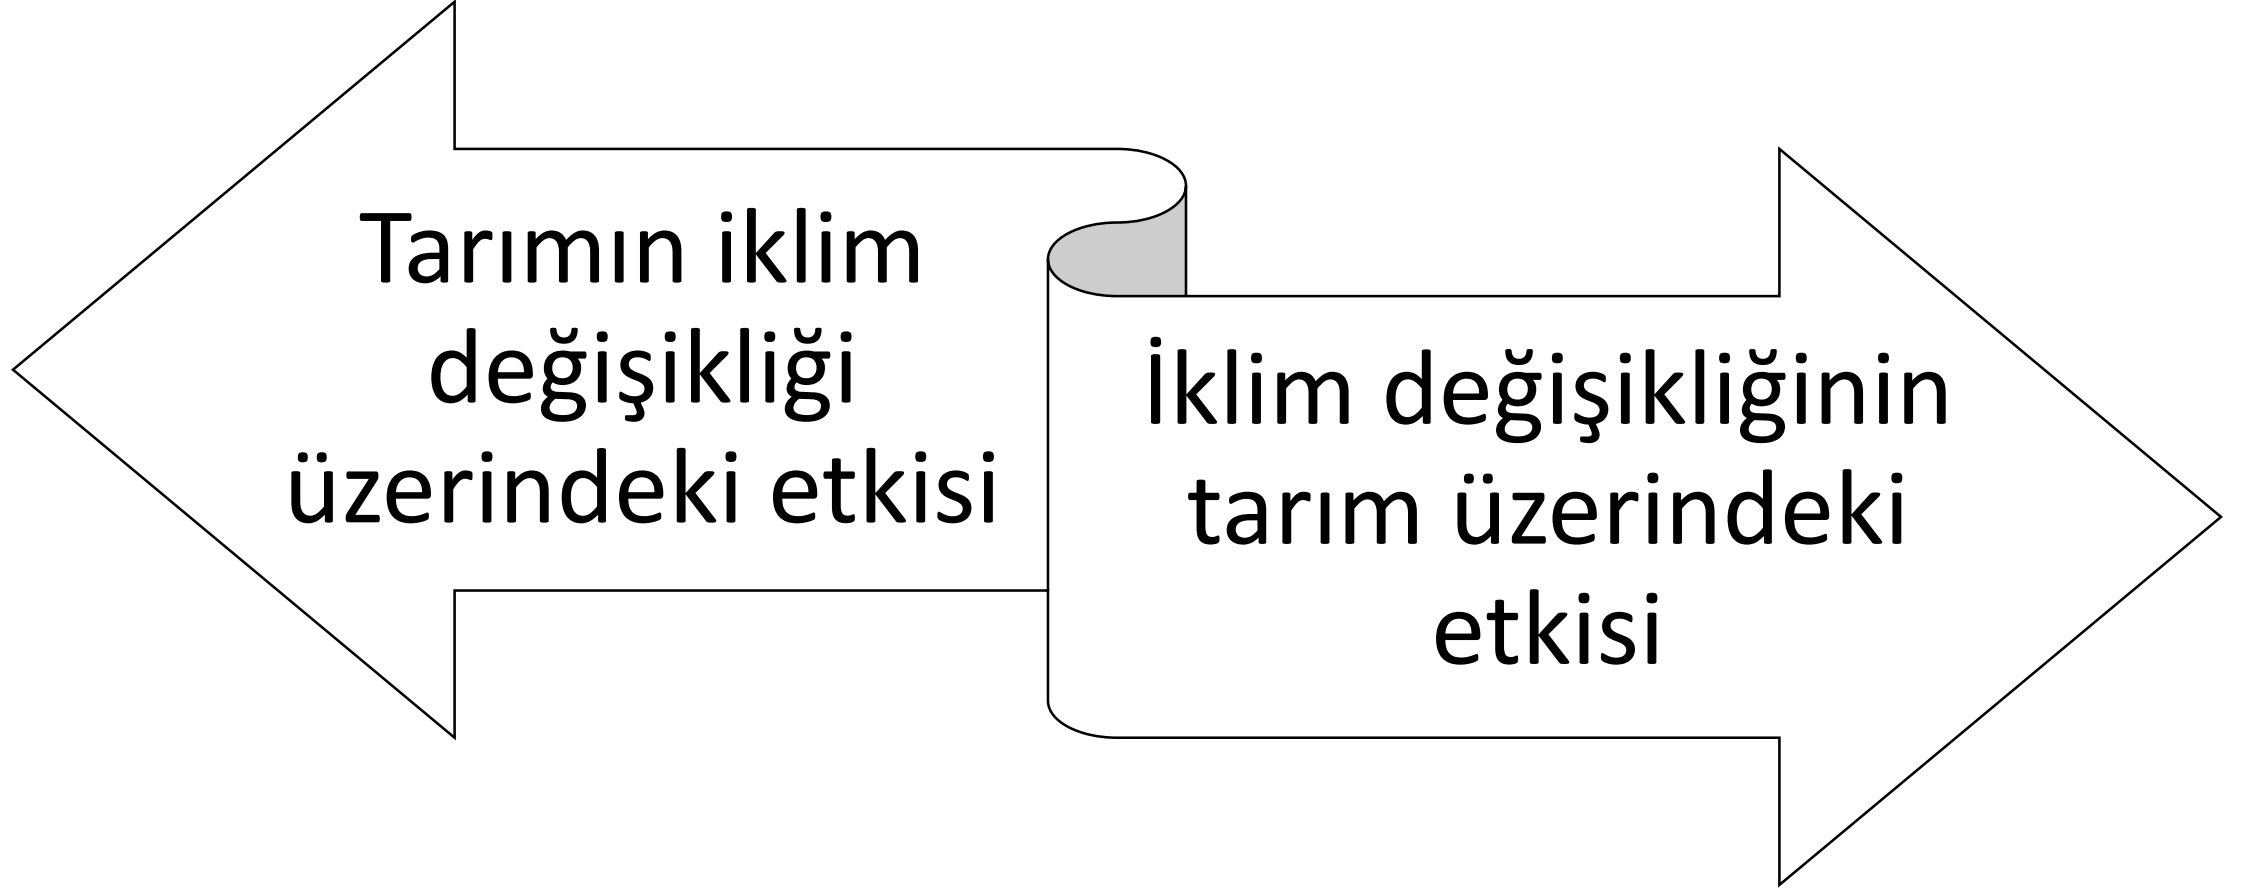 Tarımın iklim
değişikliği
üzerindeki etkisi
İklim değişikliğinin
tarım üzerindeki
etkisi